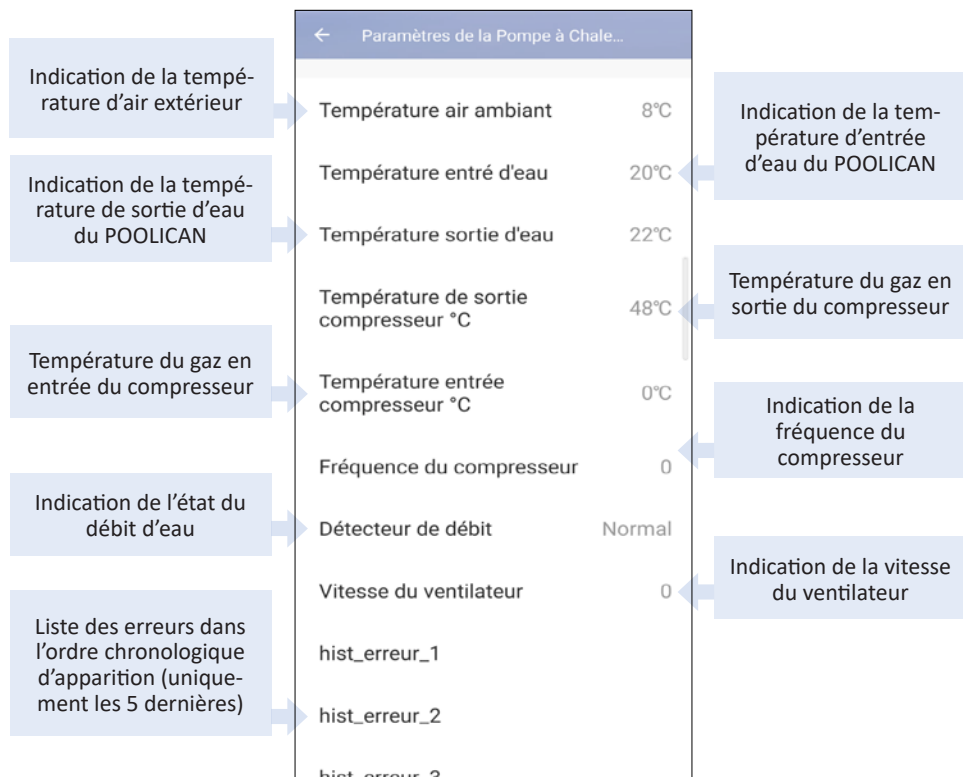 Paramètres de la Pompe à Chale...
Indication de la tempé-
rature d'air extérieur
Température air ambiant 8°C
Indication de la tem-
pérature d'entrée
d'eau du POOLICAN
Température entré d'eau 20°C
Indication de la tempé-
rature de sortie d'eau
du POOLICAN
Température sortie d'eau 22°C
Température de sortie
compresseur °C 48°C
Température du gaz en
sortie du compresseur
Température du gaz en
entrée du compresseur
Température entrée
compresseur °C 0°C
Indication de la
fréquence du
compresseur
Fréquence du compresseur 0
Indication de l'état du
débit d'eau
Détecteur de débit Normal
Indication de la vitesse
du ventilateur
Vitesse du ventilateur 0
Liste des erreurs dans
l'ordre chronologique
d'apparition (unique-
ment les 5 dernières)
hist_erreur_1
hist_erreur_2
hist_erreur_3